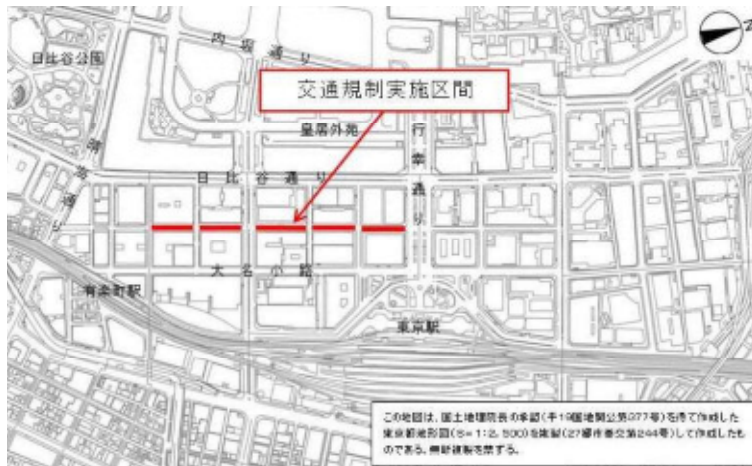 日比谷公園
内堀通り
交通規制実施区間
皇居外苑
行幸通り
晴海通り
日比谷通り
大名小路
有楽町駅
東京駅
この地図は、国土地理院長の承認(平19国地関公第377号)を得て作成した
東京都地形図(S=1:2,500)を複製(27都市基交第244号)して作成したも
のである。無断複製を禁ずる。